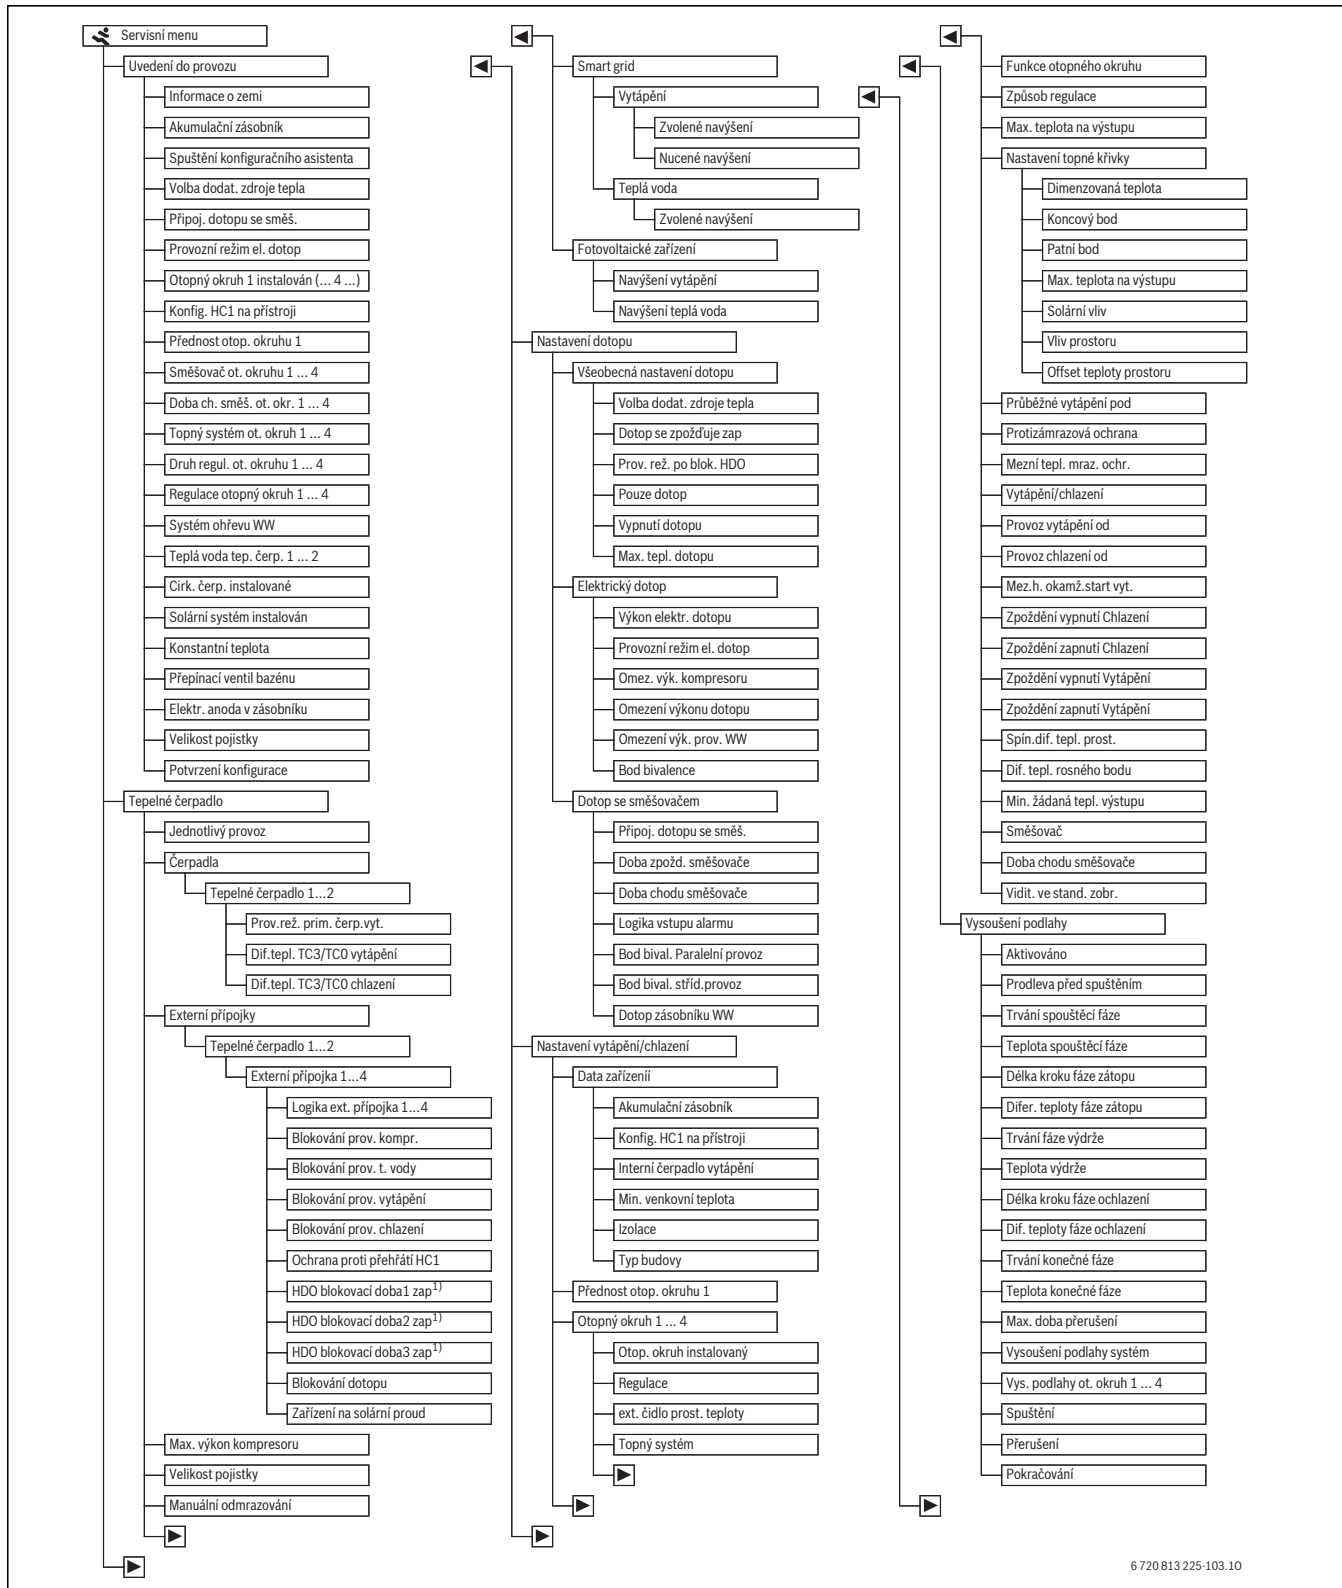 Servisní menu
Uvedení do provozu
Informace o zemi
Akumulační zásobník
Spuštění konfiguračního asistenta
Volba dodat. zdroje tepla
Připoj. dotopu se směš.
Provozní režim el. dotop
Otopný okruh 1 instalován (... 4 ...)
Konfig. HC1 na přístroji
Přednost otop. okruhu 1
Směšovač ot. okruhu 1 ... 4
Doba ch. směš. ot. okr. 1 ... 4
Topný systém ot. okruh 1 ... 4
Druh regul. ot. okruhu 1 ... 4
Regulace otopný okruh 1 ... 4
Systém ohřevu WW
Teplá voda tep. čerp. 1 ... 2
Cirk. čerp. instalované
Solární systém instalován
Konstantní teplota
Přepínací ventil bazénu
Elektr. anoda v zásobníku
Velikost pojistky
Potvrzení konfigurace
Tepelné čerpadlo
Jednotlivý provoz
Čerpadla
Tepelné čerpadlo 1...2
Prov.rež. prim. čerp.vyt.
Dif.tepl. TC3/TC0 vytápění
Dif.tepl. TC3/TC0 chlazení
Externí přípojky
Tepelné čerpadlo 1...2
Externí přípojka 1...4
Logika ext. přípojka 1...4
Blokování prov. kompr.
Blokování prov. t. vody
Blokování prov. vytápění
Blokování prov. chlazení
Ochrana proti přehřátí HC1
HDO blokovací doba1 zap1)
HDO blokovací doba2 zap1)
HDO blokovací doba3 zap1)
Blokování dotopu
Zařízení na solární proud
Max. výkon kompresoru
Velikost pojistky
Manuální odmrazování
Smart grid
Vytápění
Zvolené navýšení
Nucené navýšení
Teplá voda
Zvolené navýšení
Fotovoltaické zařízení
Navýšení vytápění
Navýšení teplá voda
Nastavení dotopu
Všeobecná nastavení dotopu
Volba dodat. zdroje tepla
Dotop se zpožďuje zap
Prov. rež. po blok. HDO
Pouze dotop
Vypnutí dotopu
Max. tepl. dotopu
Elektrický dotop
Výkon elektr. dotopu
Provozní režim el. dotop
Omez. výk. kompresoru
Omezení výkonu dotopu
Omezení výk. prov. WW
Bod bivalence
Dotop se směšovačem
Připoj. dotopu se směš.
Doba zpožd. směšovače
Doba chodu směšovače
Logika vstupu alarmu
Bod bival. Paralelní provoz
Bod bival. stříd.provoz
Dotop zásobníku WW
Nastavení vytápění/chlazení
Data zařízeníí
Akumulační zásobník
Konfig. HC1 na přístroji
Interní čerpadlo vytápění
Min. venkovní teplota
Izolace
Typ budovy
Přednost otop. okruhu 1
Otopný okruh 1 ... 4
Otop. okruh instalovaný
Regulace
ext. čidlo prost. teploty
Topný systém
Funkce otopného okruhu
Způsob regulace
Max. teplota na výstupu
Nastavení topné křivky
Dimenzovaná teplota
Koncový bod
Patní bod
Max. teplota na výstupu
Solární vliv
Vliv prostoru
Offset teploty prostoru
Průběžné vytápění pod
Protizámrazová ochrana
Mezní tepl. mraz. ochr.
Vytápění/chlazení
Provoz vytápění od
Provoz chlazení od
Mez.h. okamž.start vyt.
Zpoždění vypnutí Chlazení
Zpoždění zapnutí Chlazení
Zpoždění vypnutí Vytápění
Zpoždění zapnutí Vytápění
Spín.dif. tepl. prost.
Dif. tepl. rosného bodu
Min. žádaná tepl. výstupu
Směšovač
Doba chodu směšovače
Vidit. ve stand. zobr.
Vysoušení podlahy
Aktivováno
Prodleva před spuštěním
Trvání spouštěcí fáze
Teplota spouštěcí fáze
Délka kroku fáze zátopu
Difer. teploty fáze zátopu
Trvání fáze výdrže
Teplota výdrže
Délka kroku fáze ochlazení
Dif. teploty fáze ochlazení
Trvání konečné fáze
Teplota konečné fáze
Max. doba přerušení
Vysoušení podlahy systém
Vys. podlahy ot. okruh 1 ... 4
Spuštění
Přerušení
Pokračování
6 720 813 225-103.1O